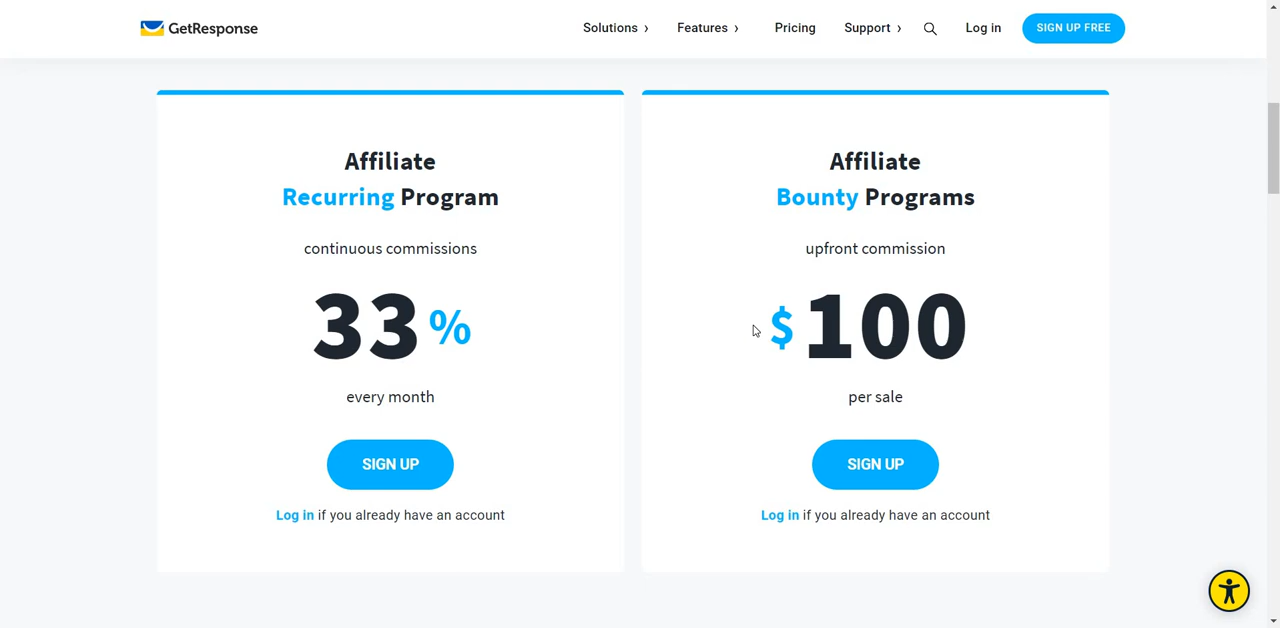 GetResponse
Solutions ›
Features ›
Pricing
Support ›
Log in
SIGN UP FREE
Affiliate
Recurring Program
continuous commissions
33 %
every month
SIGN UP
Log in if you already have an account
Affiliate
Bounty Programs
upfront commission
$ 100
per sale
SIGN UP
Log in if you already have an account